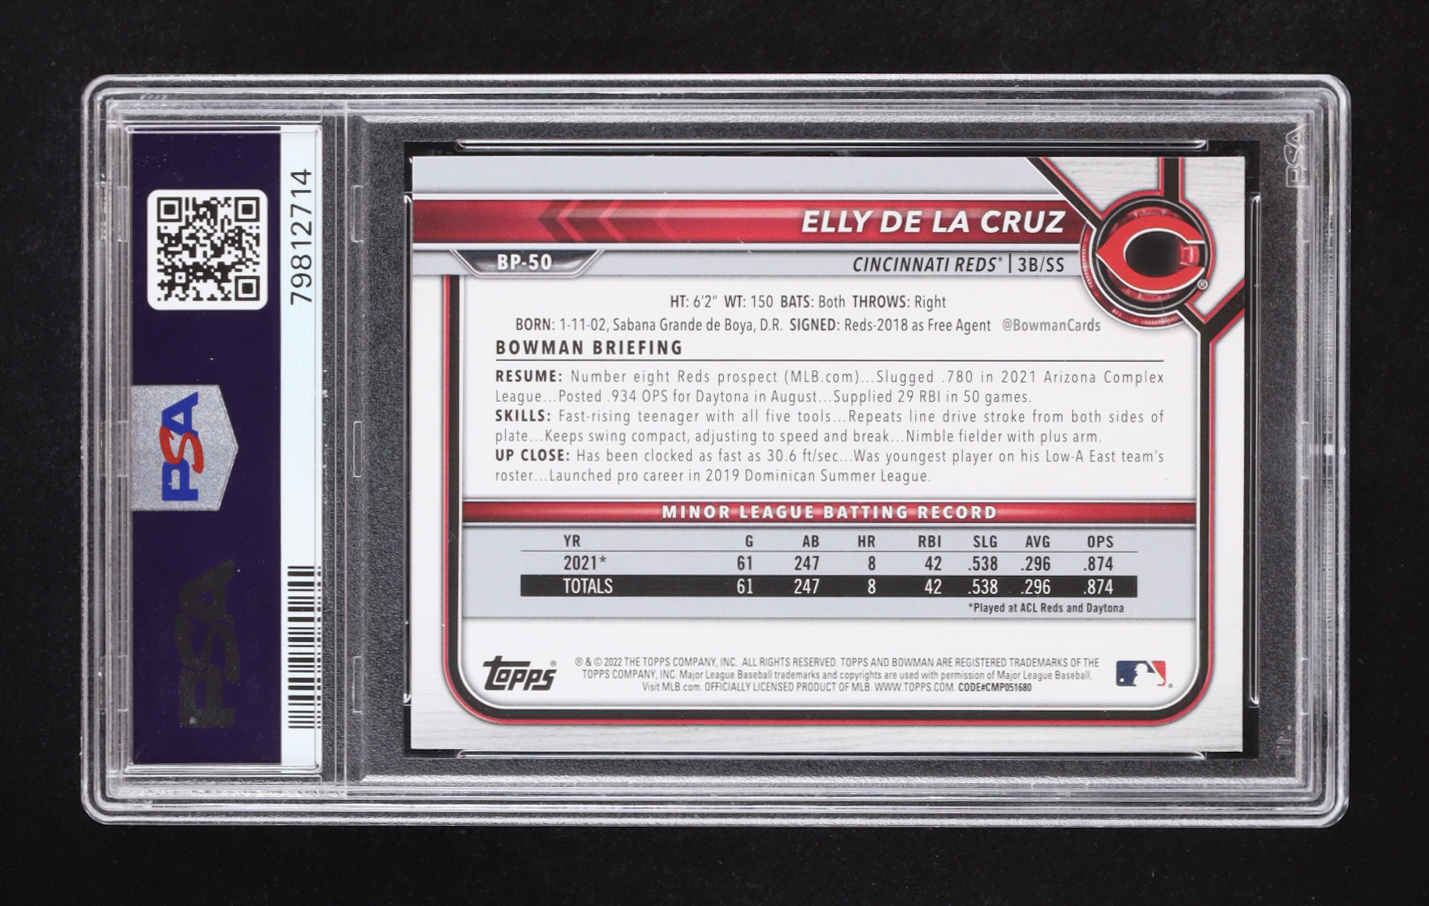 79812714
PSA
PSA
PSA
ELLY DE LA CRUZ
BP-50
CINCINNATI REDS® | 3B/SS
HT: 6'2" WT: 150 BATS: Both THROWS: Right
BORN: 1-11-02, Sabana Grande de Boya, D.R. SIGNED: Reds-2018 as Free Agent @BowmanCards
BOWMAN BRIEFING
RESUME: Number eight Reds prospect (MLB.com)...Slugged .780 in 2021 Arizona Complex
League...Posted .934 OPS for Daytona in August...Supplied 29 RBI in 50 games.
SKILLS: Fast-rising teenager with all five tools...Repeats line drive stroke from both sides of
plate...Keeps swing compact, adjusting to speed and break...Nimble fielder with plus arm.
UP CLOSE: Has been clocked as fast as 30.6 ft/sec...Was youngest player on his Low-A East team's
roster...Launched pro career in 2019 Dominican Summer League.
MINOR LEAGUE BATTING RECORD
YR G AB HR RBI SLG AVG OPS
2021* 61 247 8 42 .538 .296 .874
TOTALS 61 247 8 42 .538 .296 .874
*Played at ACL Reds and Daytona
Topps®
® & © 2022 THE TOPPS COMPANY, INC. ALL RIGHTS RESERVED. TOPPS AND BOWMAN ARE REGISTERED TRADEMARKS OF THE
TOPPS COMPANY, INC. Major League Baseball trademarks and copyrights are used with permission of Major League Baseball.
Visit MLB.com. OFFICIALLY LICENSED PRODUCT OF MLB. WWW.TOPPS.COM. CODE#CMP051680